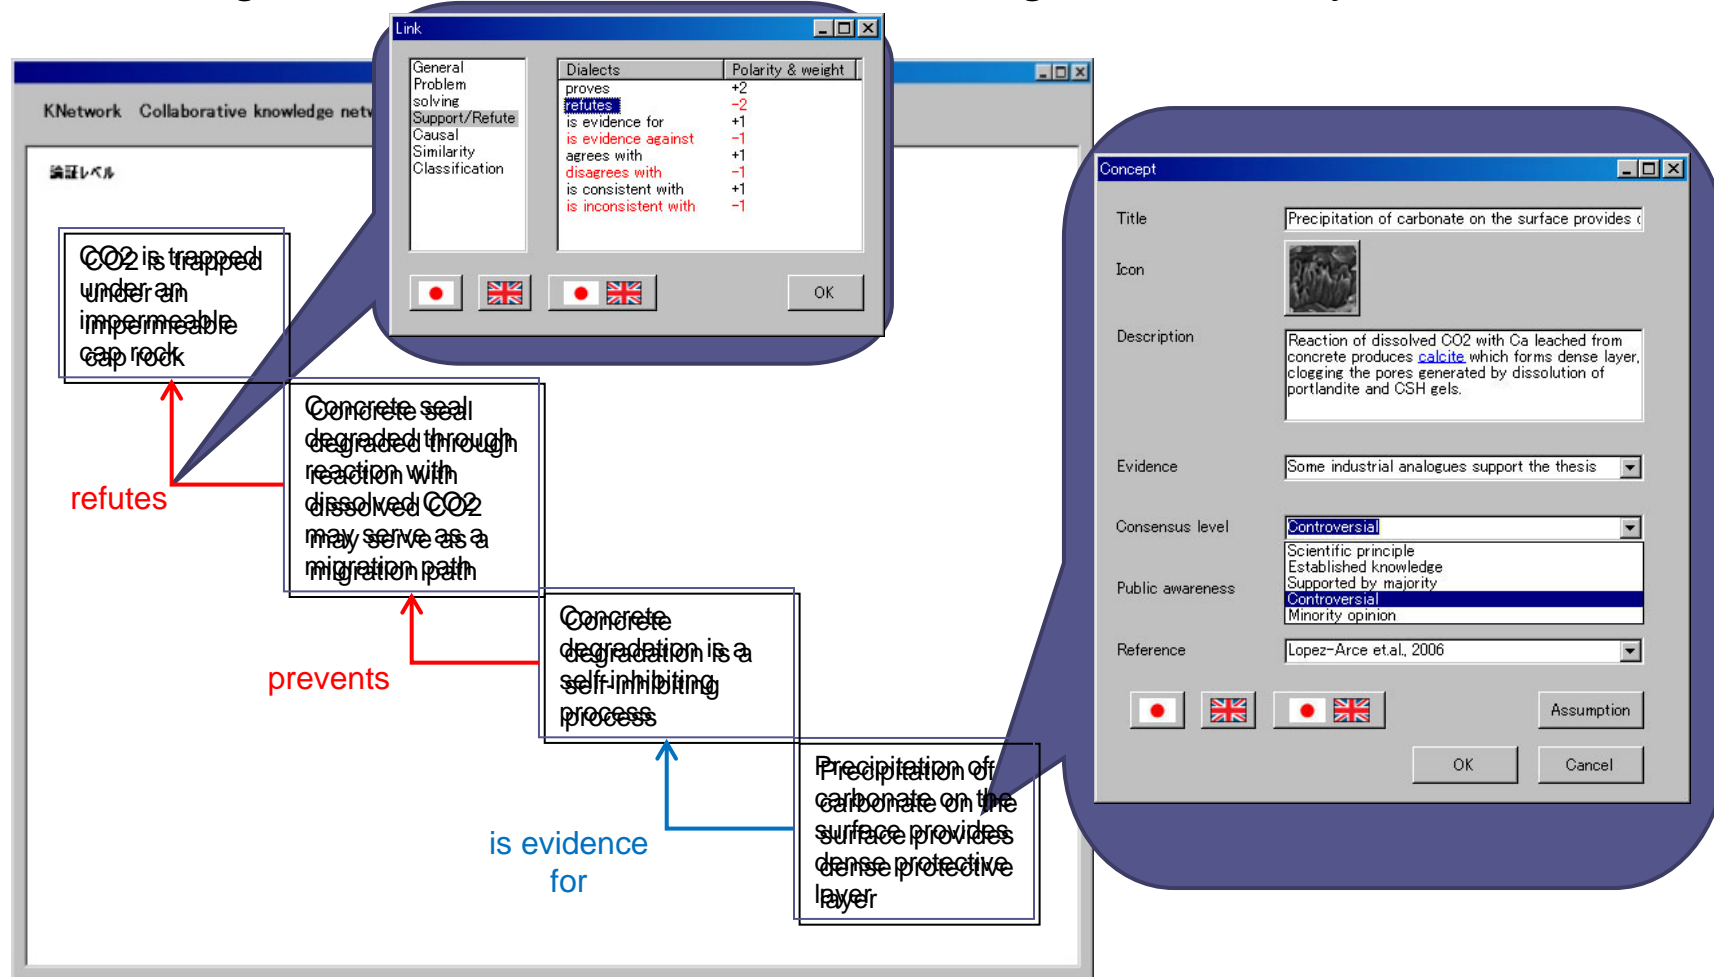 Link
General
Problem
solving
Support/Refute
Causal
Similarity
Classification
Dialects Polarity & weight
proves +2
refutes -2
is evidence for +1
is evidence against -1
agrees with +1
disagrees with -1
is consistent with +1
is inconsistent with -1
OK
KNetwork Collaborative knowledge
論証レベル
CO2 is trapped
under an
impermeable
cap rock
refutes
Concrete seal
degraded through
reaction with
dissolved CO2
may serve as a
migration path
prevents
Concrete
degradation is a
self-inhibiting
process
is evidence
for
Precipitation of
carbonate on the
surface provides
dense protective
layer
Concept
Title Precipitation of carbonate on the surface provides
Icon
Description Reaction of dissolved CO2 with Ca leached from
concrete produces calcite which forms dense layer,
clogging the pores generated by dissolution of
portlandite and CSH gels.
Evidence Some industrial analogues support the thesis
Consensus level Controversial
Scientific principle
Established knowledge
Supported by majority
Controversial
Minority opinion
Public awareness
Reference Lopez-Arce et.al., 2006
Assumption
OK Cancel